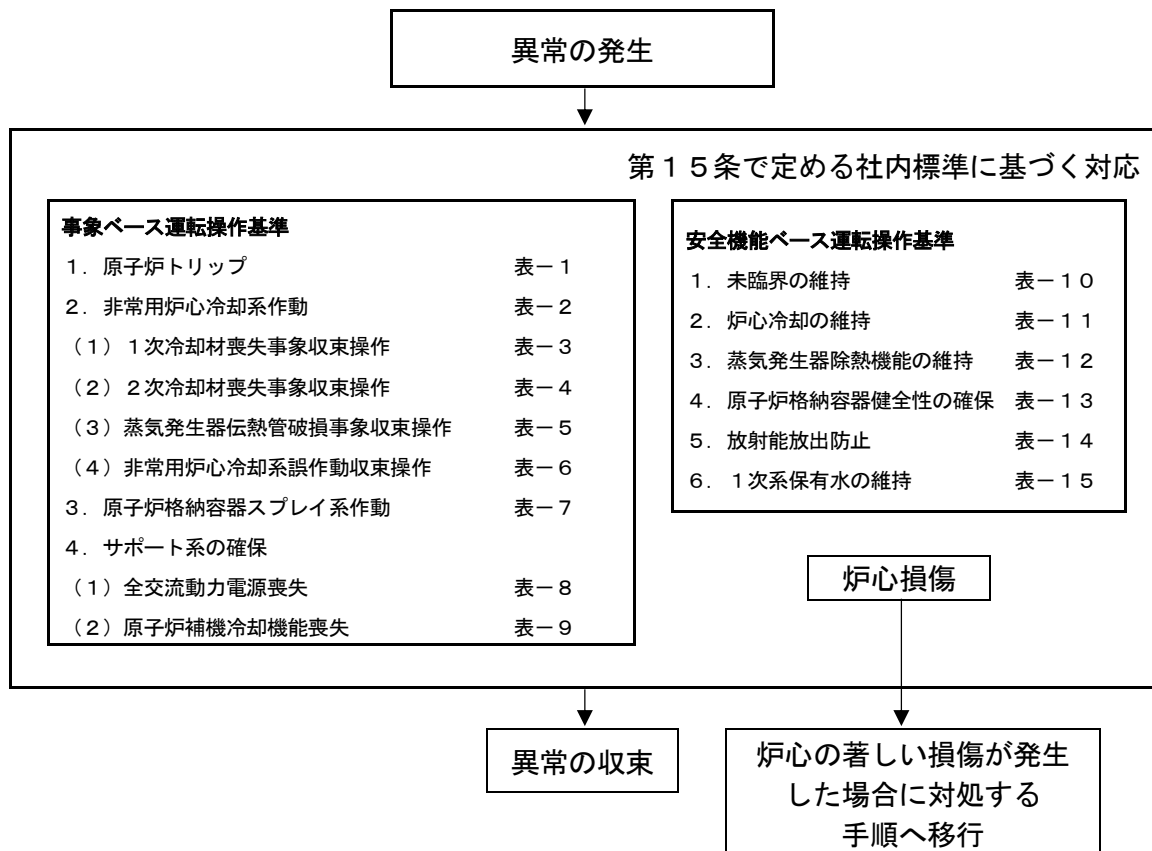 異常の発生
第１５条で定める社内標準に基づく対応
事象ベース運転操作基準
１．原子炉トリップ 表－１
２．非常用炉心冷却系作動 表－２
（１）１次冷却材喪失事象収束操作 表－３
（２）２次冷却材喪失事象収束操作 表－４
（３）蒸気発生器伝熱管破損事象収束操作 表－５
（４）非常用炉心冷却系誤作動収束操作 表－６
３．原子炉格納容器スプレイ系作動 表－７
４．サポート系の確保
（１）全交流動力電源喪失 表－８
（２）原子炉補機冷却機能喪失 表－９
安全機能ベース運転操作基準
１．未臨界の維持 表－１０
２．炉心冷却の維持 表－１１
３．蒸気発生器除熱機能の維持 表－１２
４．原子炉格納容器健全性の確保 表－１３
５．放射能放出防止 表－１４
６．１次系保有水の維持 表－１５
炉心損傷
異常の収束
炉心の著しい損傷が発生
した場合に対処する
手順へ移行